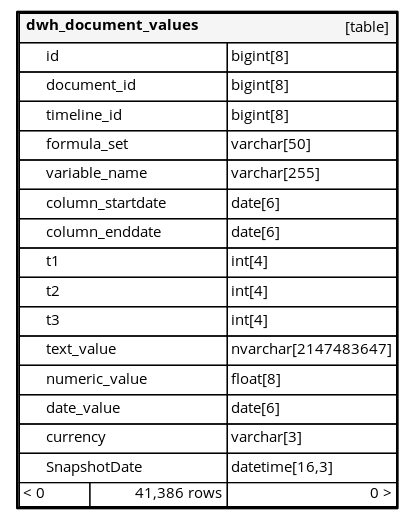 dwh_document_values [table]
id bigint[8]
document_id bigint[8]
timeline_id bigint[8]
formula_set varchar[50]
variable_name varchar[255]
column_startdate date[6]
column_enddate date[6]
t1 int[4]
t2 int[4]
t3 int[4]
text_value nvarchar[2147483647]
numeric_value float[8]
date_value date[6]
currency varchar[3]
SnapshotDate datetime[16,3]
< 0 41,386 rows 0 >